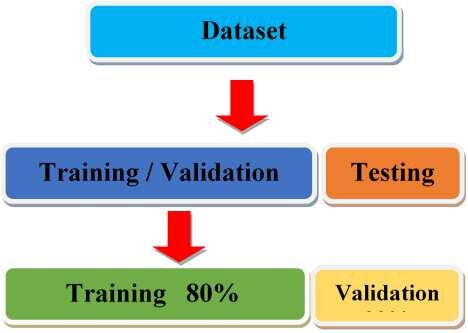 Dataset
Training / Validation
Testing
Training 80%
Validation